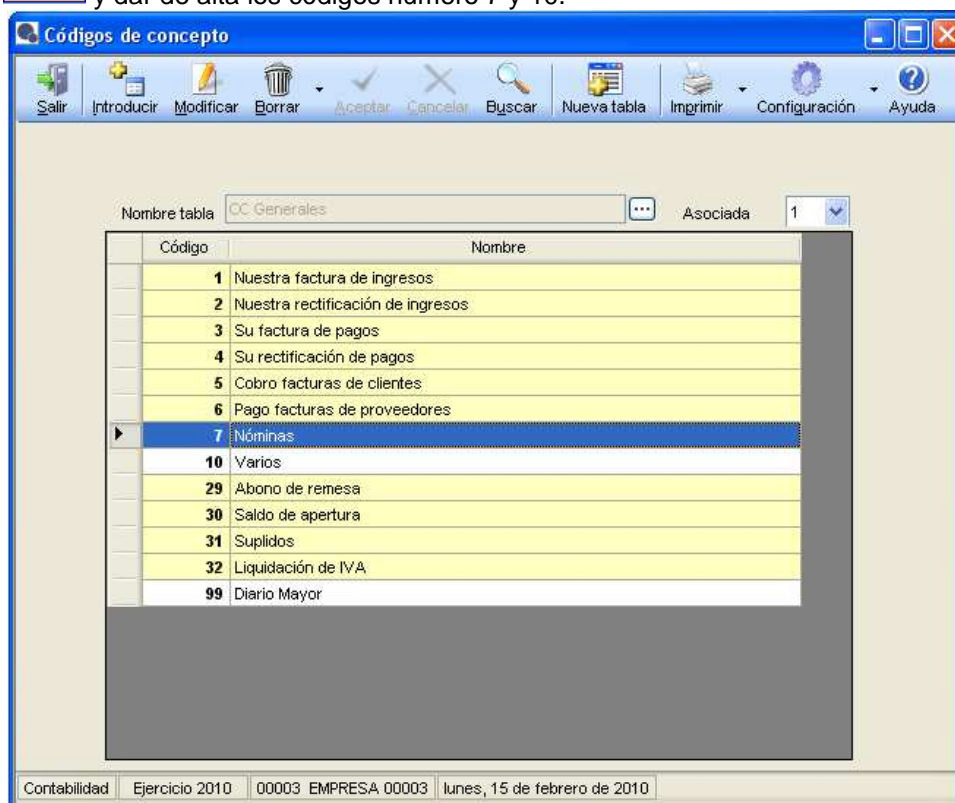 y dar de alta los códigos número 7 y 10.
Códigos de concepto
Salir Introducir Modificar Borrar Aceptar Cancelar Buscar Nueva tabla Imprimir Configuración Ayuda
Nombre tabla CC Generales ... Asociada 1
Código Nombre
1 Nuestra factura de ingresos
2 Nuestra rectificación de ingresos
3 Su factura de pagos
4 Su rectificación de pagos
5 Cobro facturas de clientes
6 Pago facturas de proveedores
7 Nóminas
10 Varios
29 Abono de remesa
30 Saldo de apertura
31 Suplidos
32 Liquidación de IVA
99 Diario Mayor
Contabilidad Ejercicio 2010 00003 EMPRESA 00003 lunes, 15 de febrero de 2010